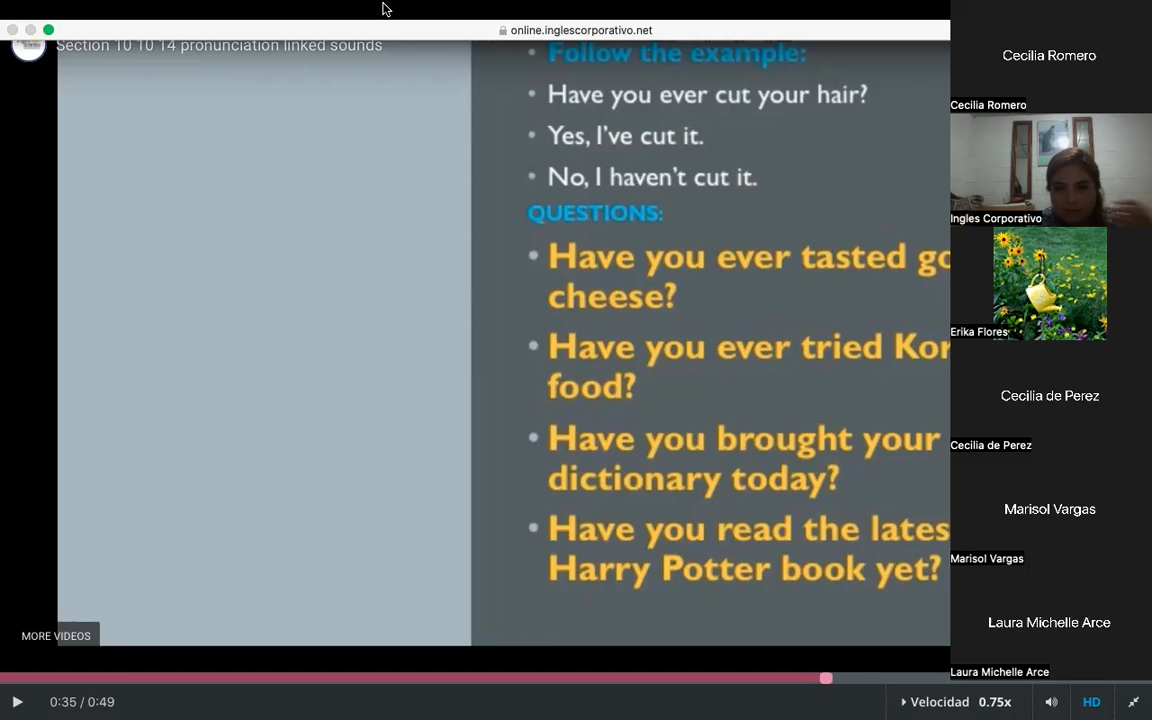 online.inglescorporativo.net
Section 10 10 14 pronunciation linked sounds
Follow the example:
Have you ever cut your hair?
Yes, I've cut it.
No, I haven't cut it.
QUESTIONS:
Have you ever tasted
cheese?
Have you ever tried
food?
Have you brought your
dictionary today?
Have you read the
Harry Potter book yet?
MORE VIDEOS
0:35 / 0:49
Velocidad 0.75x
HD
Cecilia Romero
Cecilia Romero
Ingles Corporativo
Erika Flores
Cecilia de Perez
Cecilia de Perez
Marisol Vargas
Marisol Vargas
Laura Michelle Arce
Laura Michelle Arce